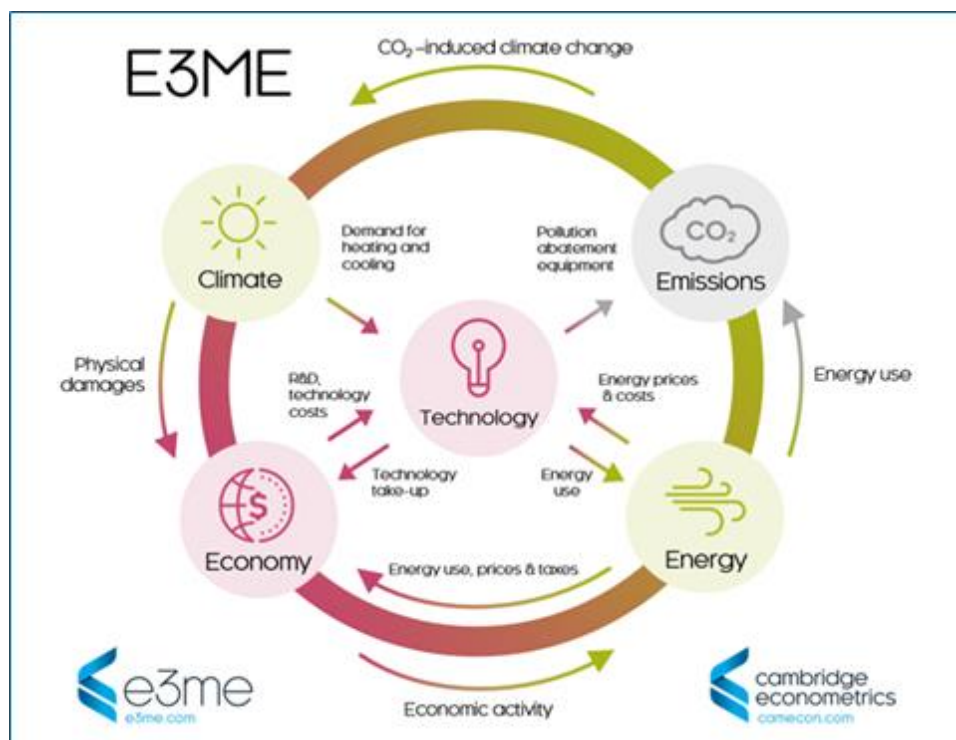 E3ME
CO₂-induced climate change
Climate
Demand for
heating and
cooling
Pollution
abatement
equipment
CO₂
Emissions
Physical
damages
R&D,
technology
costs
Technology
Energy prices
& costs
Energy use
Technology
take-up
Energy
use
$
Economy
Energy
Energy use, prices & taxes
Economic activity
e3me
e3me.com
cambridge
econometrics
camecon.com